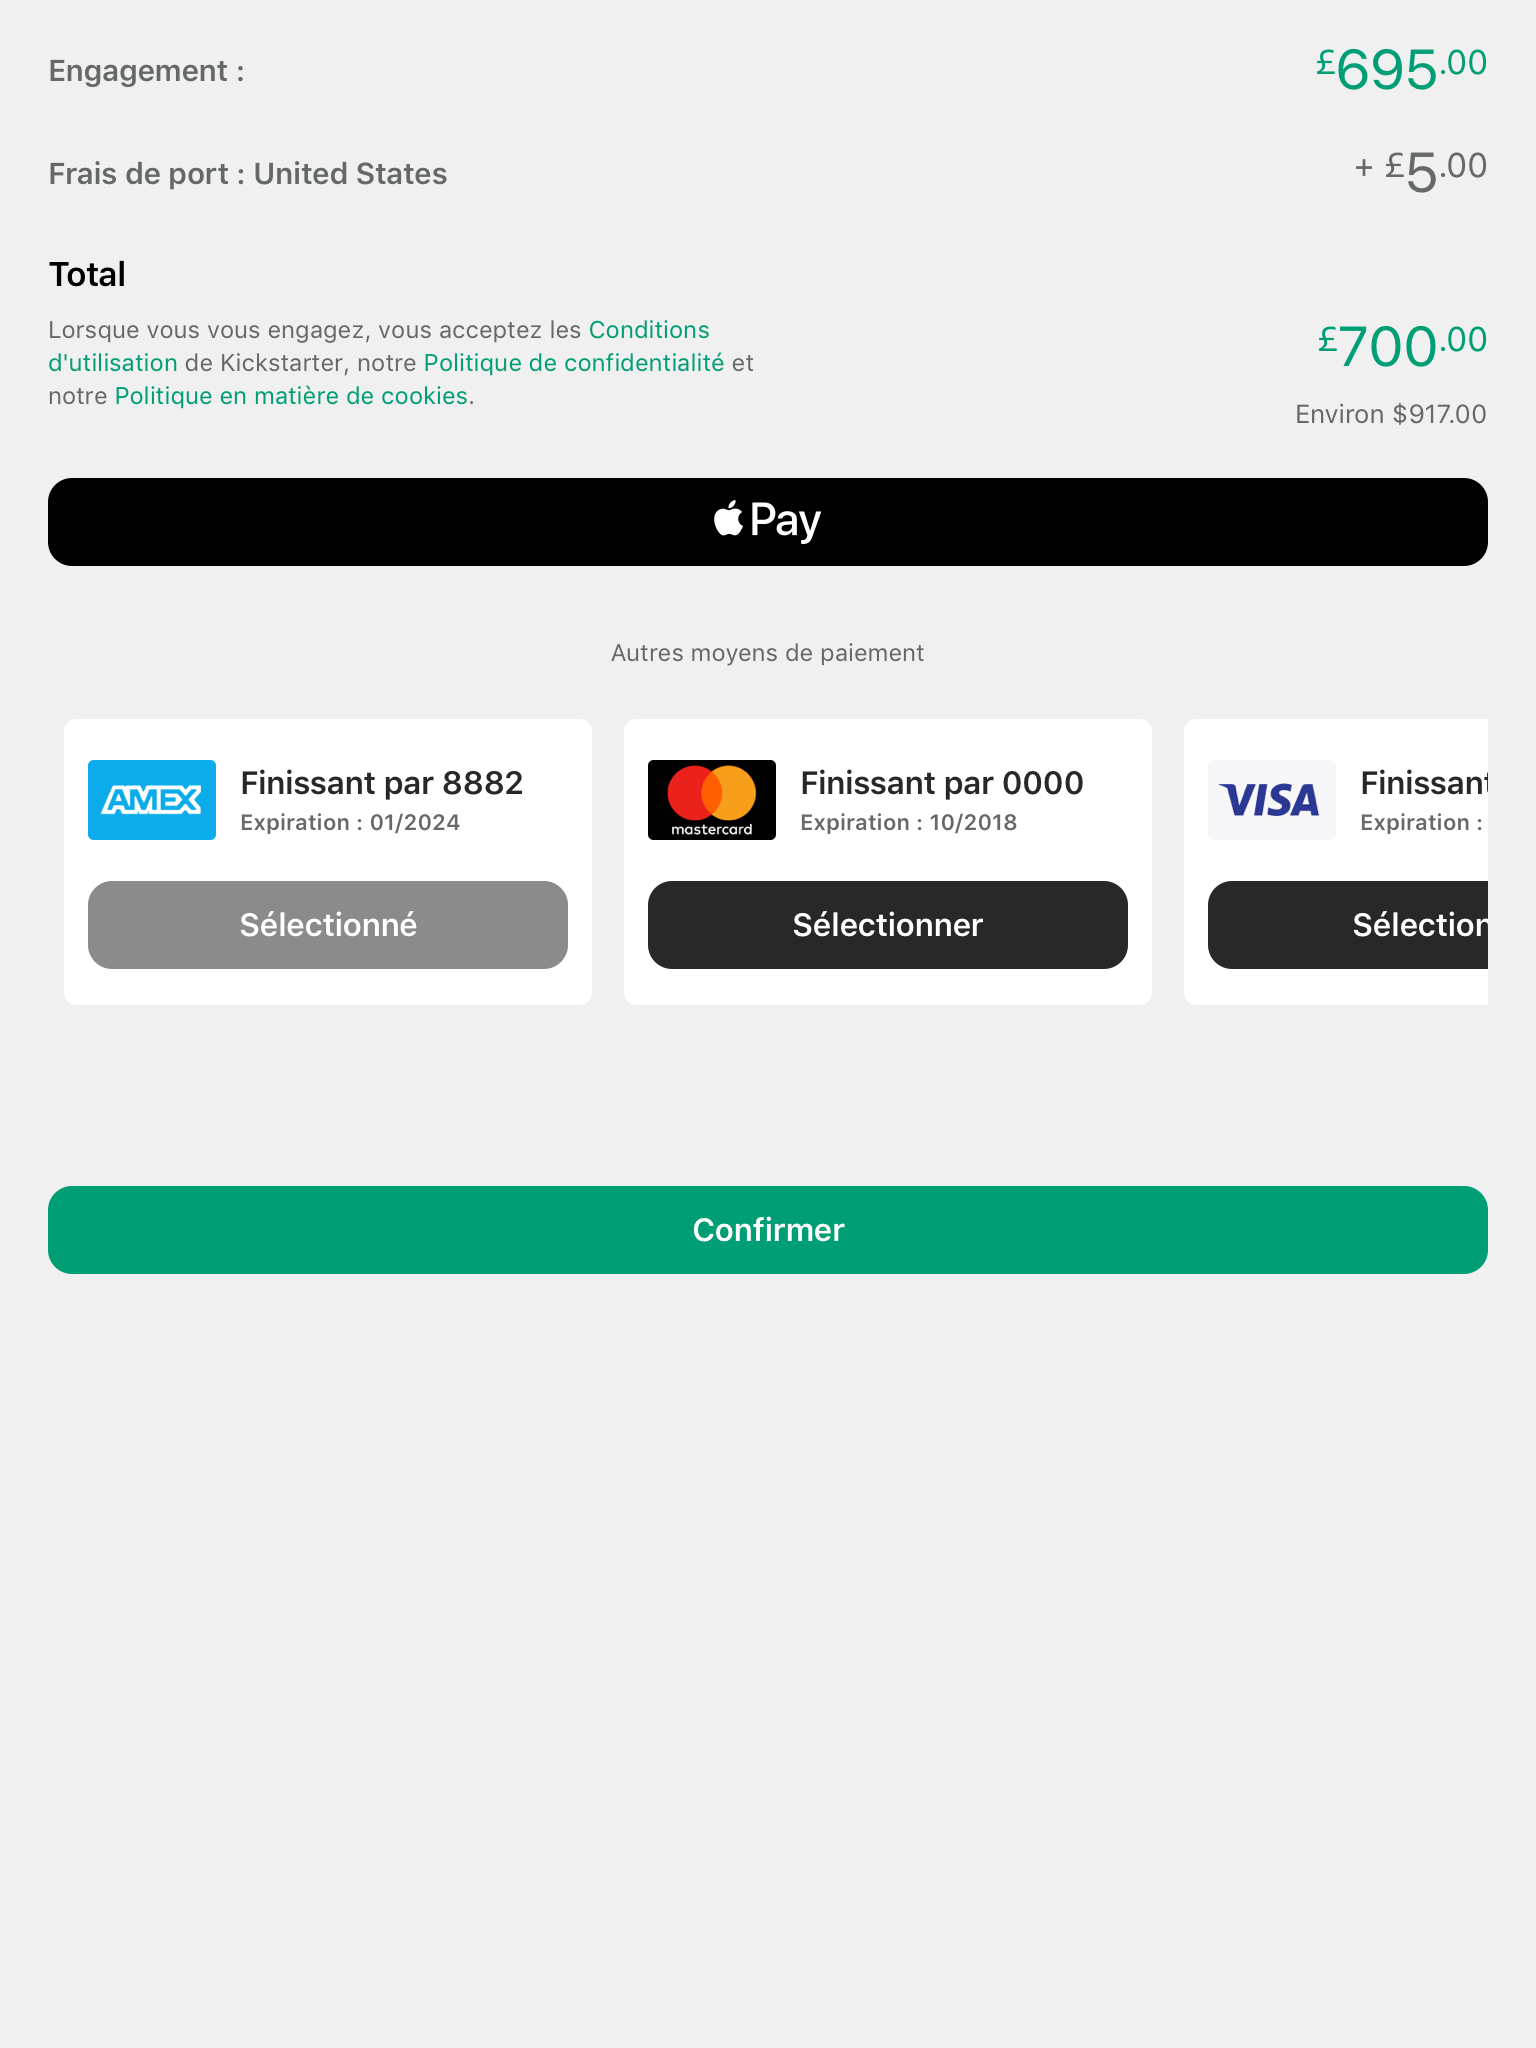 Engagement :
£695.00
Frais de port : United States
+ £5.00
Total
Lorsque vous vous engagez, vous acceptez les Conditions
d'utilisation de Kickstarter, notre Politique de confidentialité et
notre Politique en matière de cookies.
£700.00
Environ $917.00
Pay
Autres moyens de paiement
AMEX
Finissant par 8882
Expiration : 01/2024
Sélectionné
mastercard
Finissant par 0000
Expiration : 10/2018
Sélectionner
VISA
Finissant
Expiration :
Sélection
Confirmer